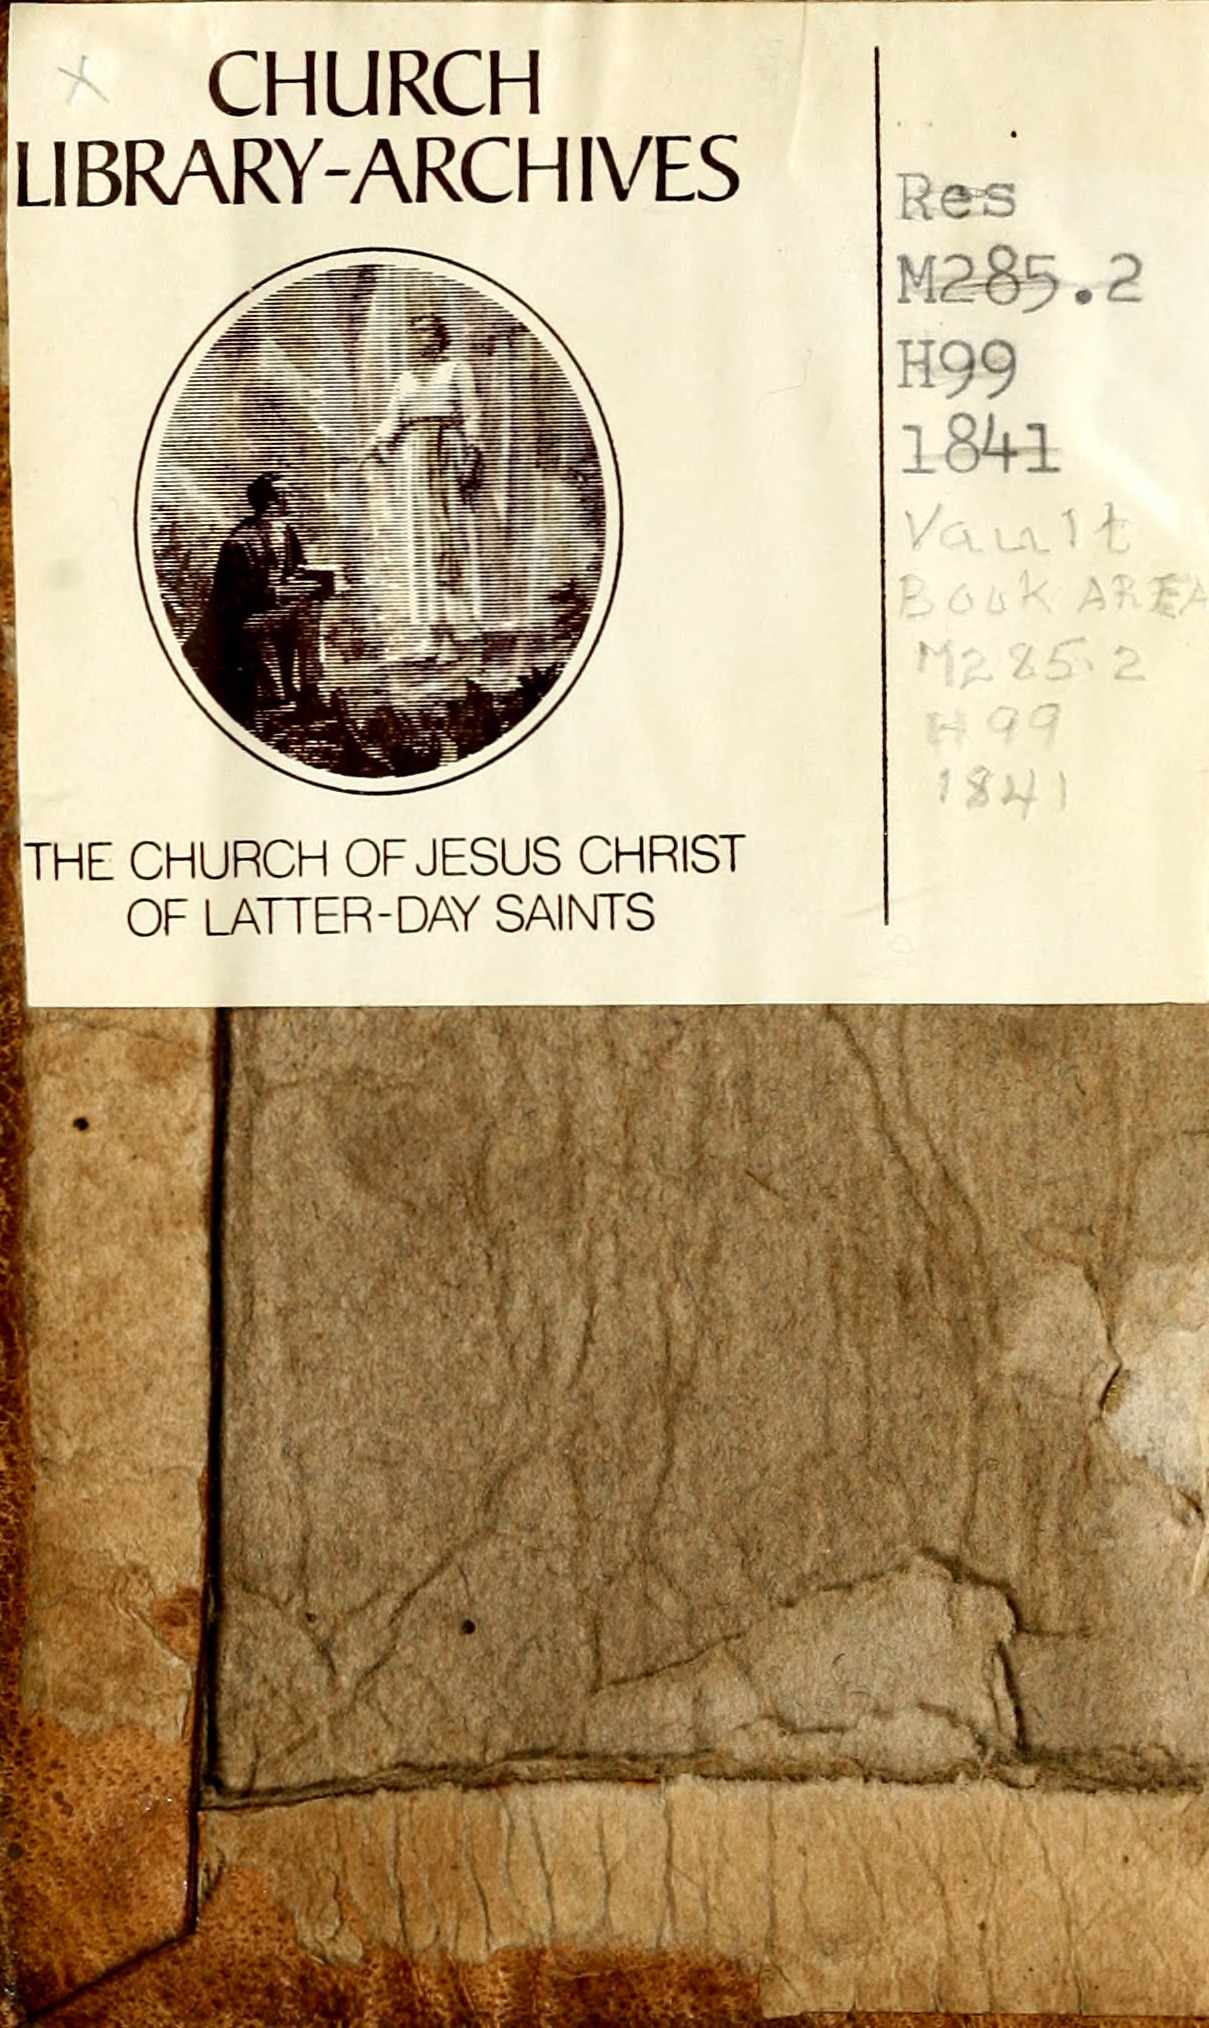 CHURCH
LIBRARY-ARCHIVES
THE CHURCH OF JESUS CHRIST
OF LATTER-DAY SAINTS
Res
M285.2
H99
1841
Vault
BOOK AREA
M285.2
H99
1841